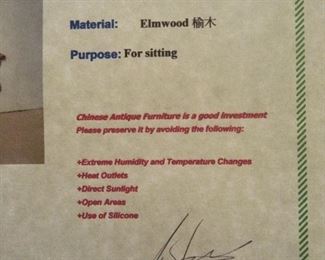 Material: Elmwood 榆木
Purpose: For sitting
Chinese Antique Furniture is a good investment
Please preserve it by avoiding the following:
+Extreme Humidity and Temperature Changes
+Heat Outlets
+Direct Sunlight
+Open Areas
+Use of Silicone